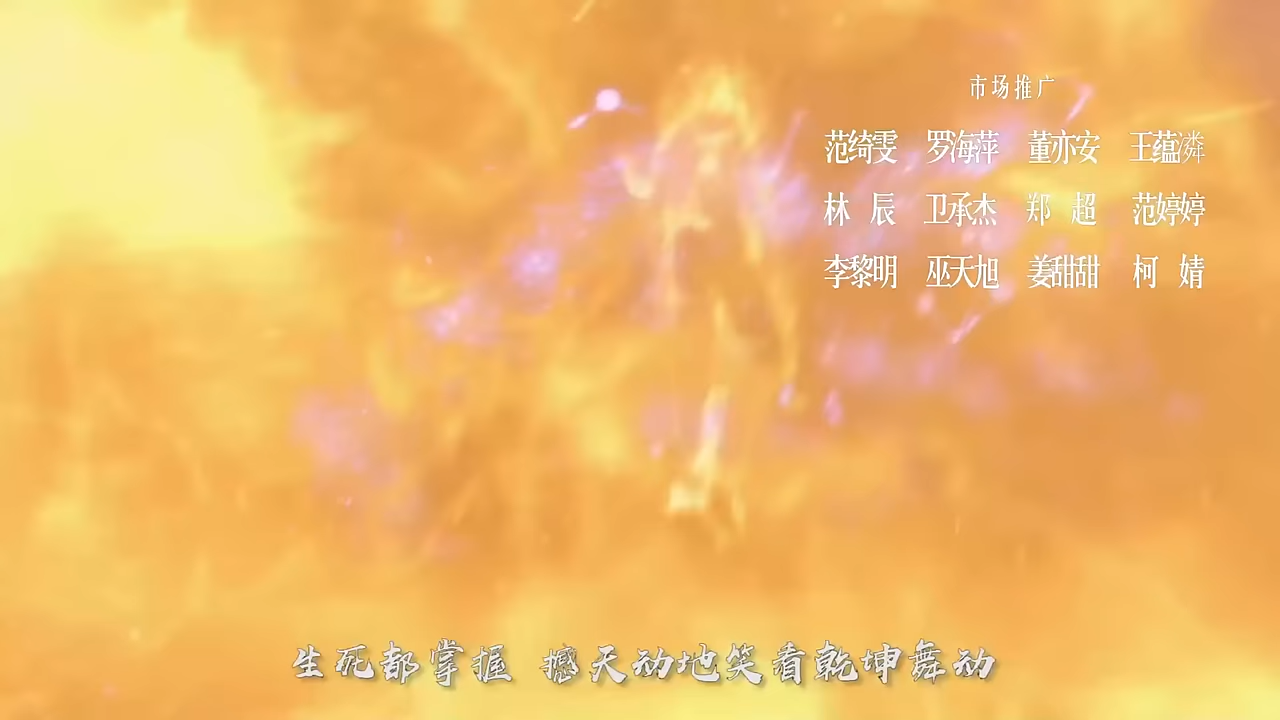 市场推广
范绮雯 罗海萍 董亦安 王蕴潾
林辰 卫承杰 郑超 范婷婷
李黎明 巫天旭 姜甜甜 柯婧
生死都掌握 撼天动地笑看乾坤舞动